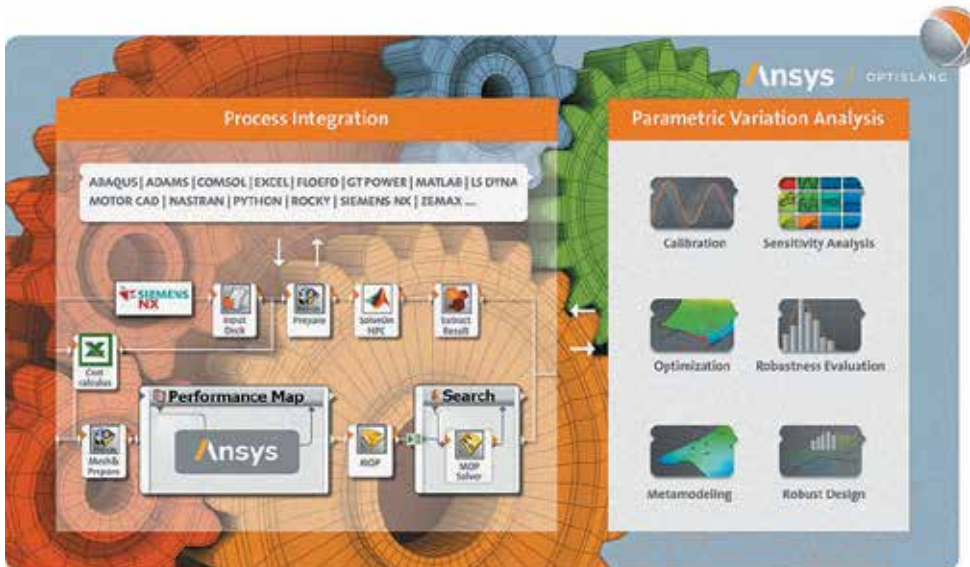 Ansys / OPTISLANG
Process Integration
ABAQUS | ADAMS | COMSOL | EXCEL | FLOEFD | GT POWER | MATLAB | LS DYNA
MOTOR CAD | NASTRAN | PYTHON | ROCKY | SIEMENS NX | ZEMAX ...
SIEMENS
NX
Input
Deck
Prepare
Solve on
HPC
Extract
Result
Cost
calculus
Performance Map
Search
Mesh&
Prepare
Ansys
MOP
MOP
Solver
Parametric Variation Analysis
Calibration
Sensitivity Analysis
Optimization
Robustness Evaluation
Metamodeling
Robust Design